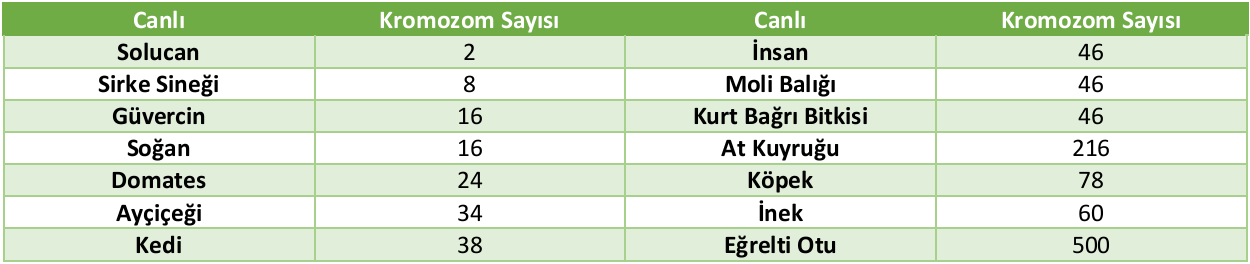 Canlı Kromozom Sayısı Canlı Kromozom Sayısı
Solucan 2 İnsan 46
Sirke Sineği 8 Moli Balığı 46
Güvercin 16 Kurt Bağrı Bitkisi 46
Soğan 16 At Kuyruğu 216
Domates 24 Köpek 78
Ayçiçeği 34 İnek 60
Kedi 38 Eğrelti Otu 500